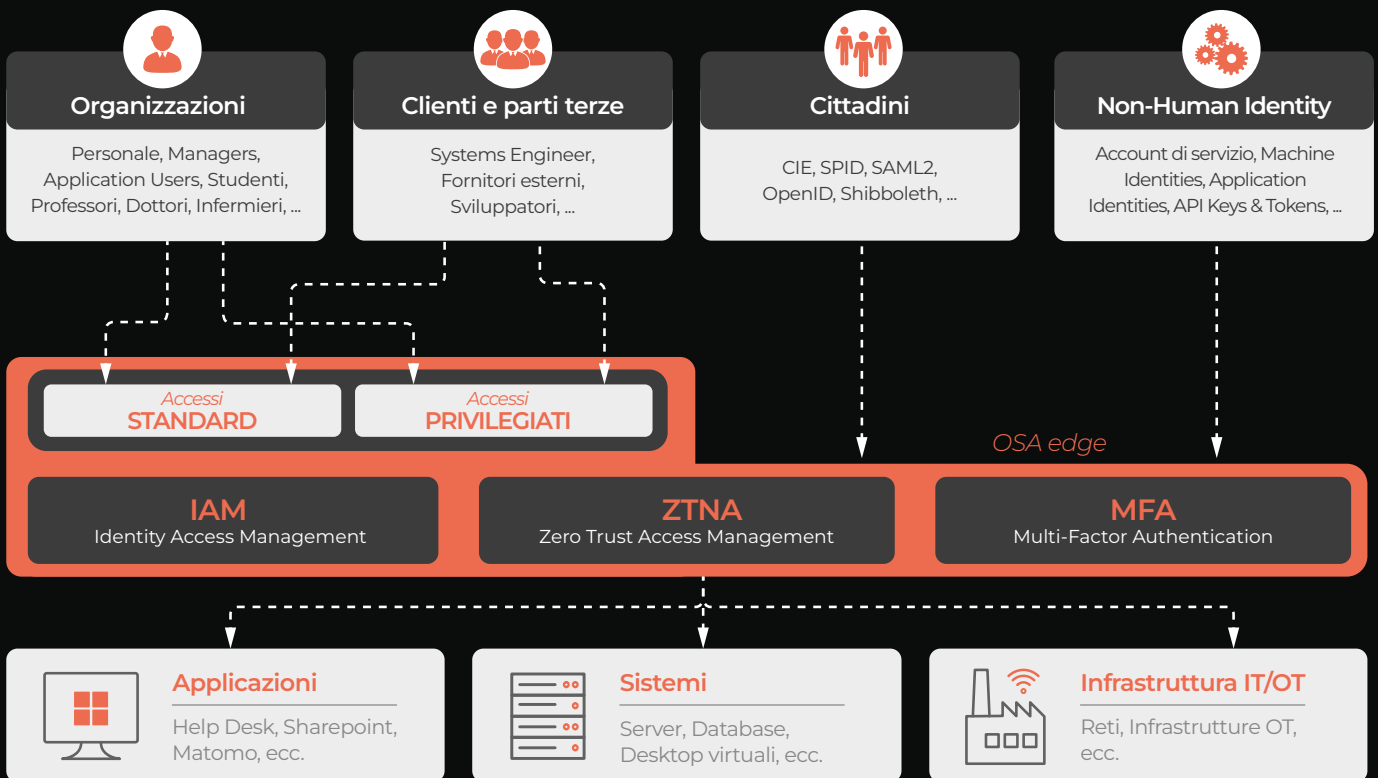 Organizzazioni
Personale, Managers,
Application Users, Studenti,
Professori, Dottori, Infermieri, ...
Clienti e parti terze
Systems Engineer,
Fornitori esterni,
Sviluppatori, ...
Cittadini
CIE, SPID, SAML2,
OpenID, Shibboleth, ...
Non-Human Identity
Account di servizio, Machine
Identities, Application
Identities, API Keys & Tokens, ...
Accessi
STANDARD
Accessi
PRIVILEGIATI
OSA edge
IAM
Identity Access Management
ZTNA
Zero Trust Access Management
MFA
Multi-Factor Authentication
Applicazioni
Help Desk, Sharepoint,
Matomo, ecc.
Sistemi
Server, Database,
Desktop virtuali, ecc.
Infrastruttura IT/OT
Reti, Infrastrutture OT,
ecc.